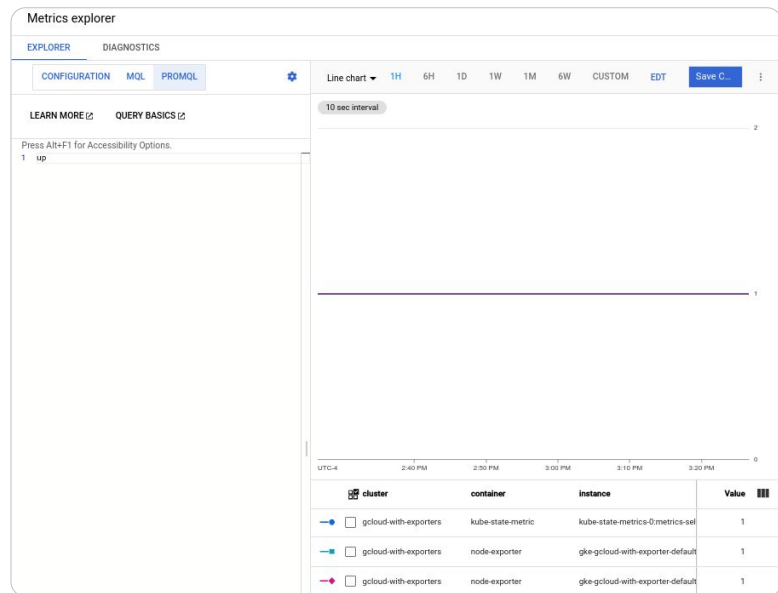 Metrics explorer
EXPLORER DIAGNOSTICS
CONFIGURATION MQL PROMQL
Line chart 1H 6H 1D 1W 1M 6W CUSTOM EDT Save C...
LEARN MORE QUERY BASICS
10 sec interval
Press Alt+F1 for Accessibility Options.
1 up
2
1
0
UTC-4 2:40 PM 2:50 PM 3:00 PM 3:10 PM 3:20 PM
cluster container instance Value
gcloud-with-exporters kube-state-metric kube-state-metrics-0:metrics-sel 1
gcloud-with-exporters node-exporter gke-gcloud-with-exporter-default 1
gcloud-with-exporters node-exporter gke-gcloud-with-exporter-default 1